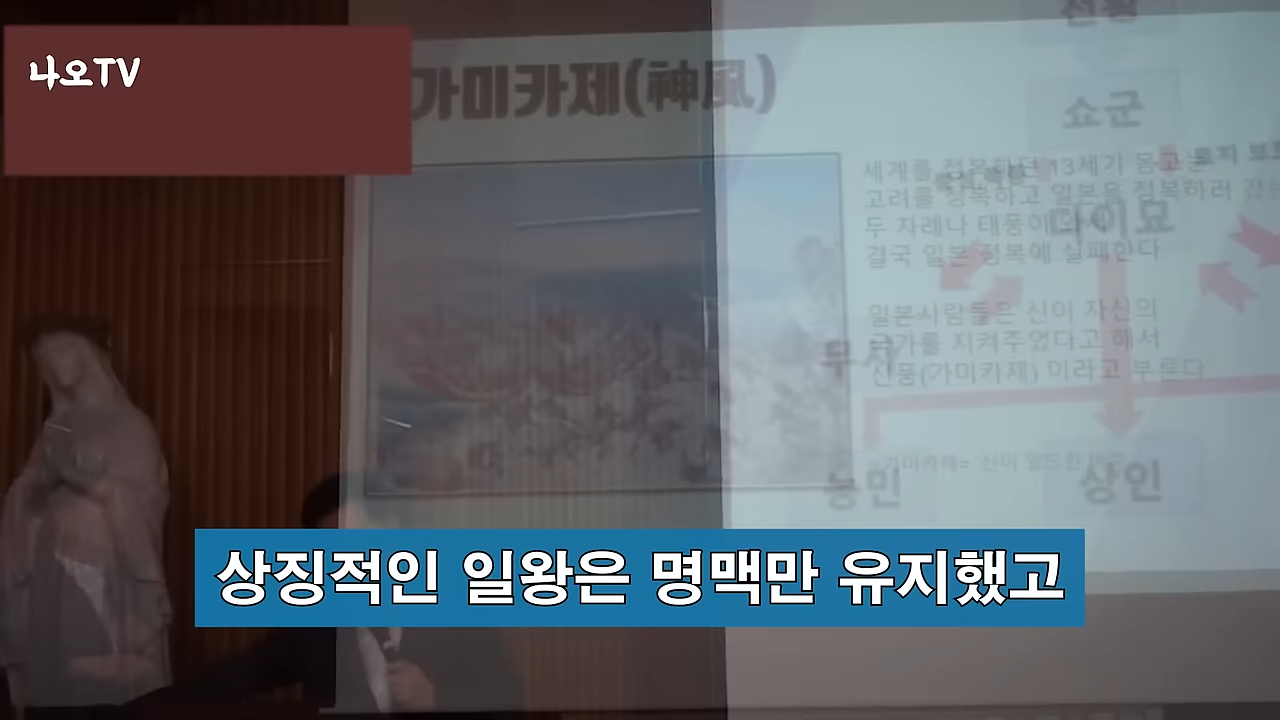 나오TV
가미카제(神風)
쇼군
세계를 정복하던 13세기 몽고는
고려를 정복하고 일본을 정복하러
두 차례나 태풍이
다이묘
결국 일본 정복에 실패한다
일본사람들은 신이 자신의
국가를 지켜주었다고 해서
무사
신풍(가미카제) 이라고 부른다
농민
상인
상징적인 일왕은 명맥만 유지했고